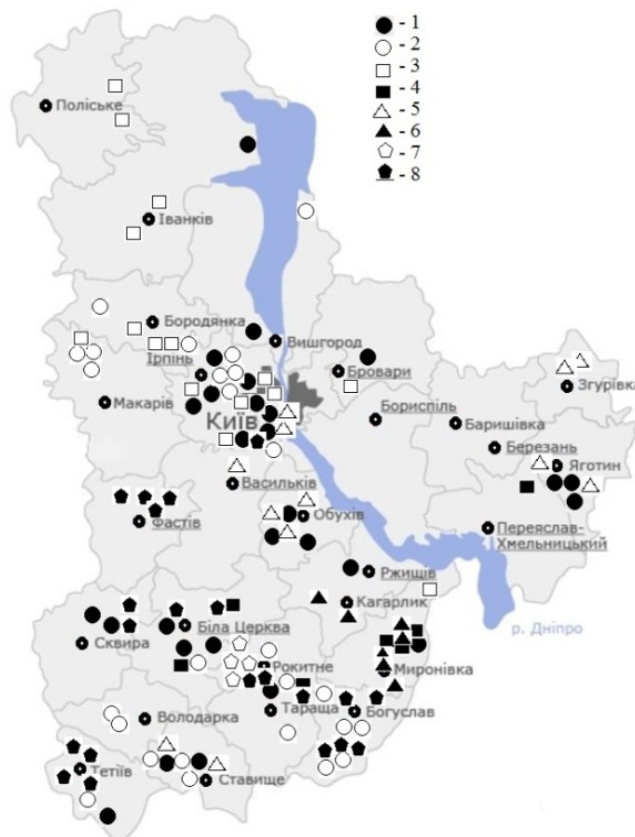 - 1
- 2
- 3
- 4
- 5
- 6
- 7
- 8
Поліське
Іванків
Бородянка
Вишгород
Ірпінь
Бровари
Згурівка
Макарів
Київ
Бориспіль
Баришівка
Березань
Яготин
Васильків
Фастів
Обухів
Переяслав-
Хмельницький
Ржищів
Кагарлик
р. Дніпро
Сквира
Біла Церква
Рокитне
Миронівка
Тараща
Богуслав
Володарка
Тетіїв
Ставище